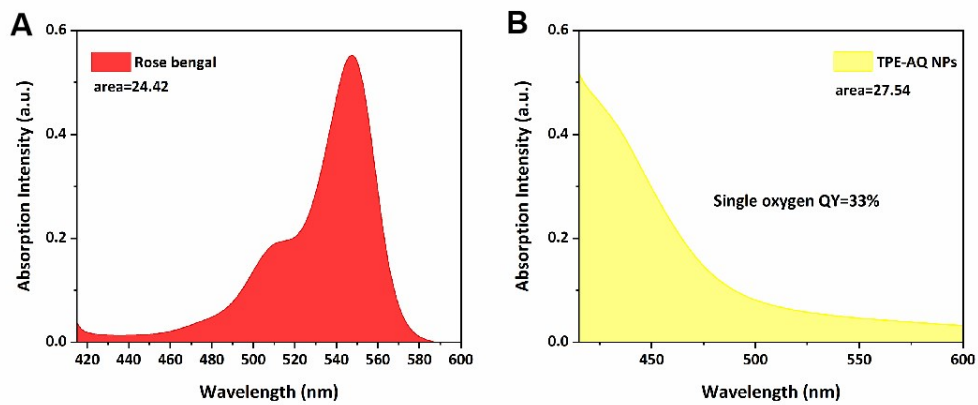 A
0.6
0.4
0.2
0.0
Absorption Intensity (a.u.)
Rose bengal
area=24.42
420 440 460 480 500 520 540 560 580 600
Wavelength (nm)
B
0.6
0.4
0.2
0.0
Absorption Intensity (a.u.)
TPE-AQ NPs
area=27.54
Single oxygen QY=33%
450 500 550 600
Wavelength (nm)